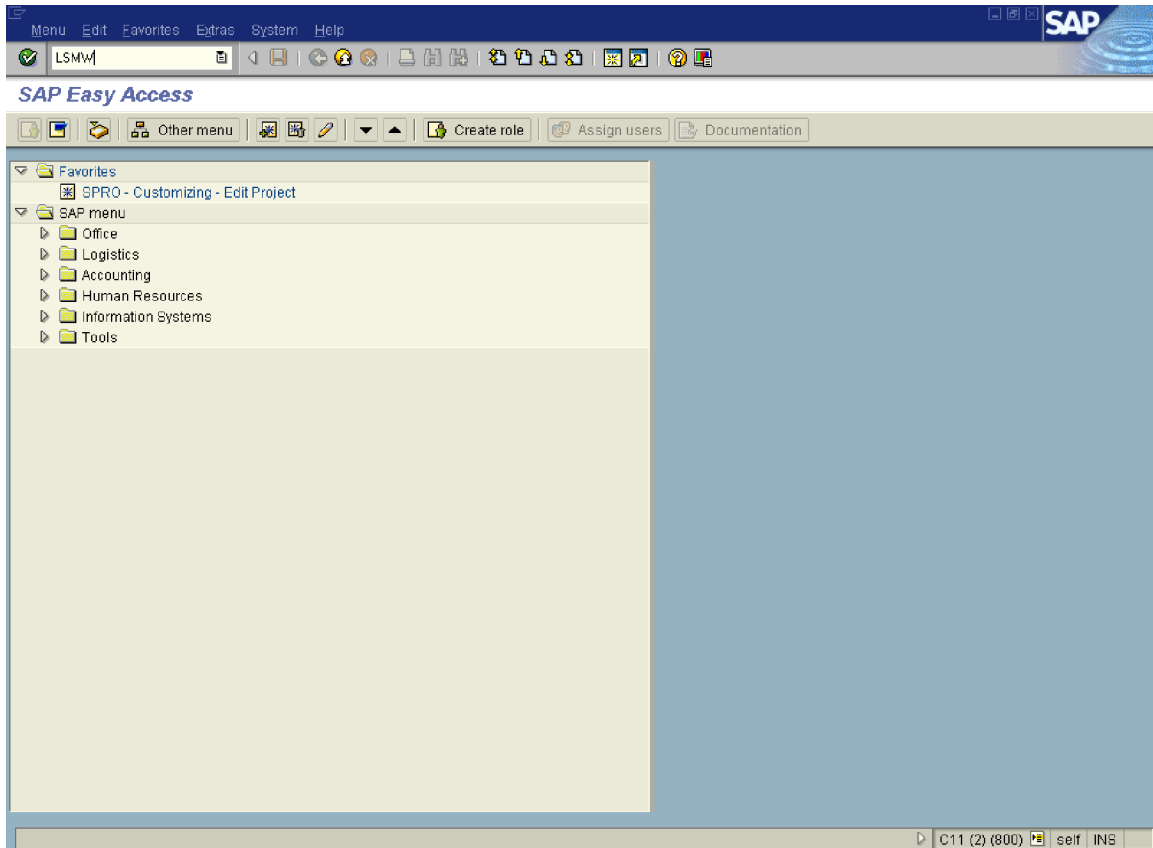 Menu Edit Favorites Extras System Help
SAP
LSMW
SAP Easy Access
Other menu Create role Assign users Documentation
Favorites
SPRO - Customizing - Edit Project
SAP menu
Office
Logistics
Accounting
Human Resources
Information Systems
Tools
C11 (2) (800) self INS